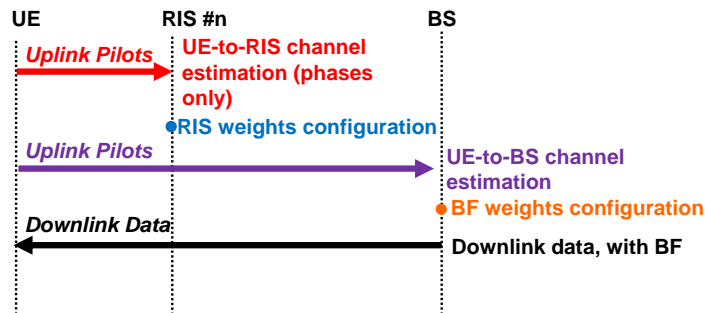 UE RIS #n BS
Uplink Pilots
UE-to-RIS channel
estimation (phases
only)
RIS weights configuration
Uplink Pilots
UE-to-BS channel
estimation
BF weights configuration
Downlink Data
Downlink data, with BF